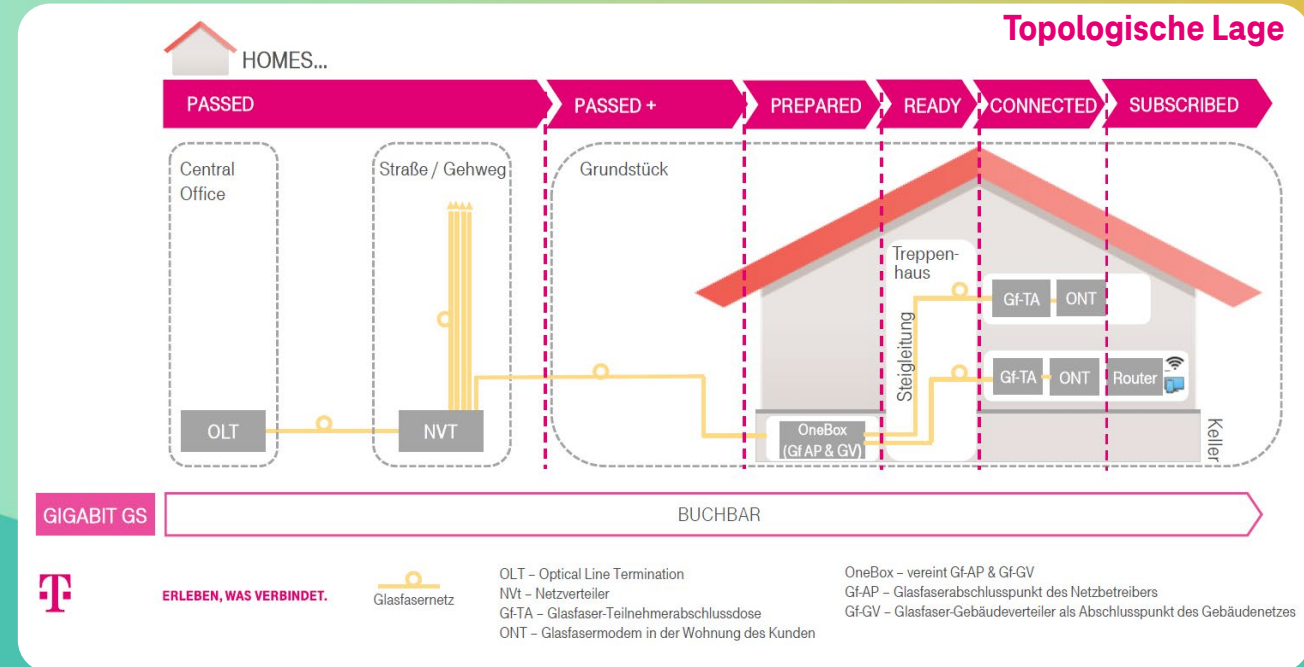 Topologische Lage
HOMES...
PASSED
PASSED +
PREPARED
READY
CONNECTED
SUBSCRIBED
Central
Office
Straße / Gehweg
Grundstück
Treppen-
haus
Steigleitung
Gf-TA
ONT
Gf-TA
ONT
Router
OLT
NVT
OneBox
(Gf AP & GV)
Keller
GIGABIT GS
BUCHBAR
T
ERLEBEN, WAS VERBINDET.
Glasfasernetz
OLT – Optical Line Termination
NVt – Netzverteiler
Gf-TA – Glasfaser-Teilnehmerabschlussdose
ONT – Glasfasermodem in der Wohnung des Kunden
OneBox – vereint Gf-AP & Gf-GV
Gf-AP – Glasfaserabschlusspunkt des Netzbetreibers
Gf-GV – Glasfaser-Gebäudeverteiler als Abschlusspunkt des Gebäudenetzes